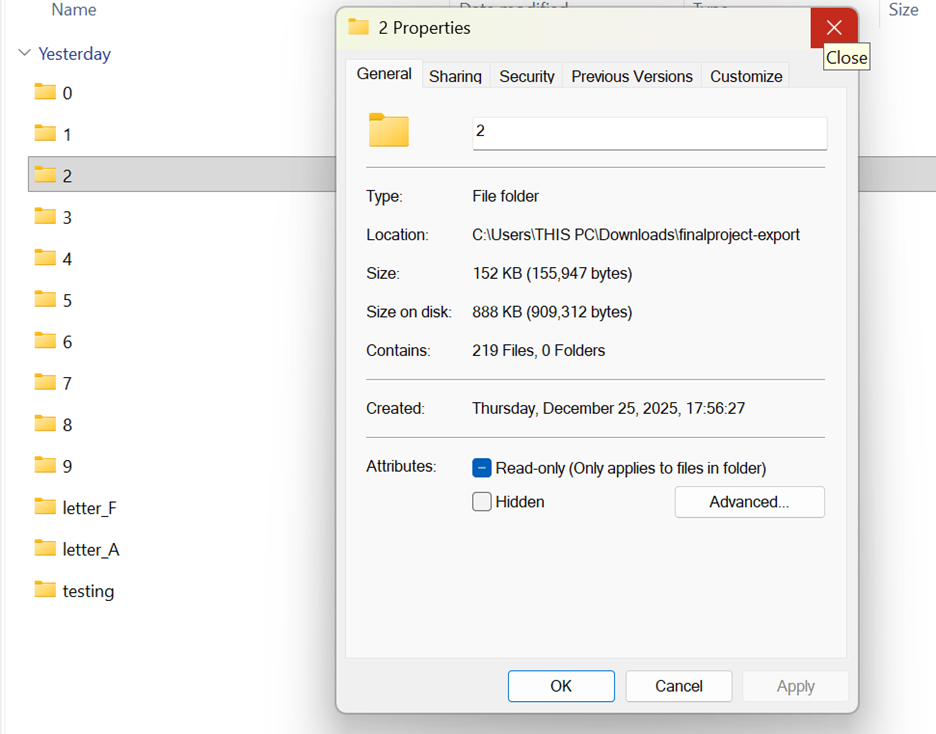 Name
Date modified
Type
Size
Yesterday
0
1
2
3
4
5
6
7
8
9
letter_F
letter_A
testing
2 Properties
Close
General
Sharing
Security
Previous Versions
Customize
2
Type: File folder
Location: C:\Users\THIS PC\Downloads\finalproject-export
Size: 152 KB (155,947 bytes)
Size on disk: 888 KB (909,312 bytes)
Contains: 219 Files, 0 Folders
Created: Thursday, December 25, 2025, 17:56:27
Attributes: Read-only (Only applies to files in folder)
Hidden
Advanced...
OK
Cancel
Apply